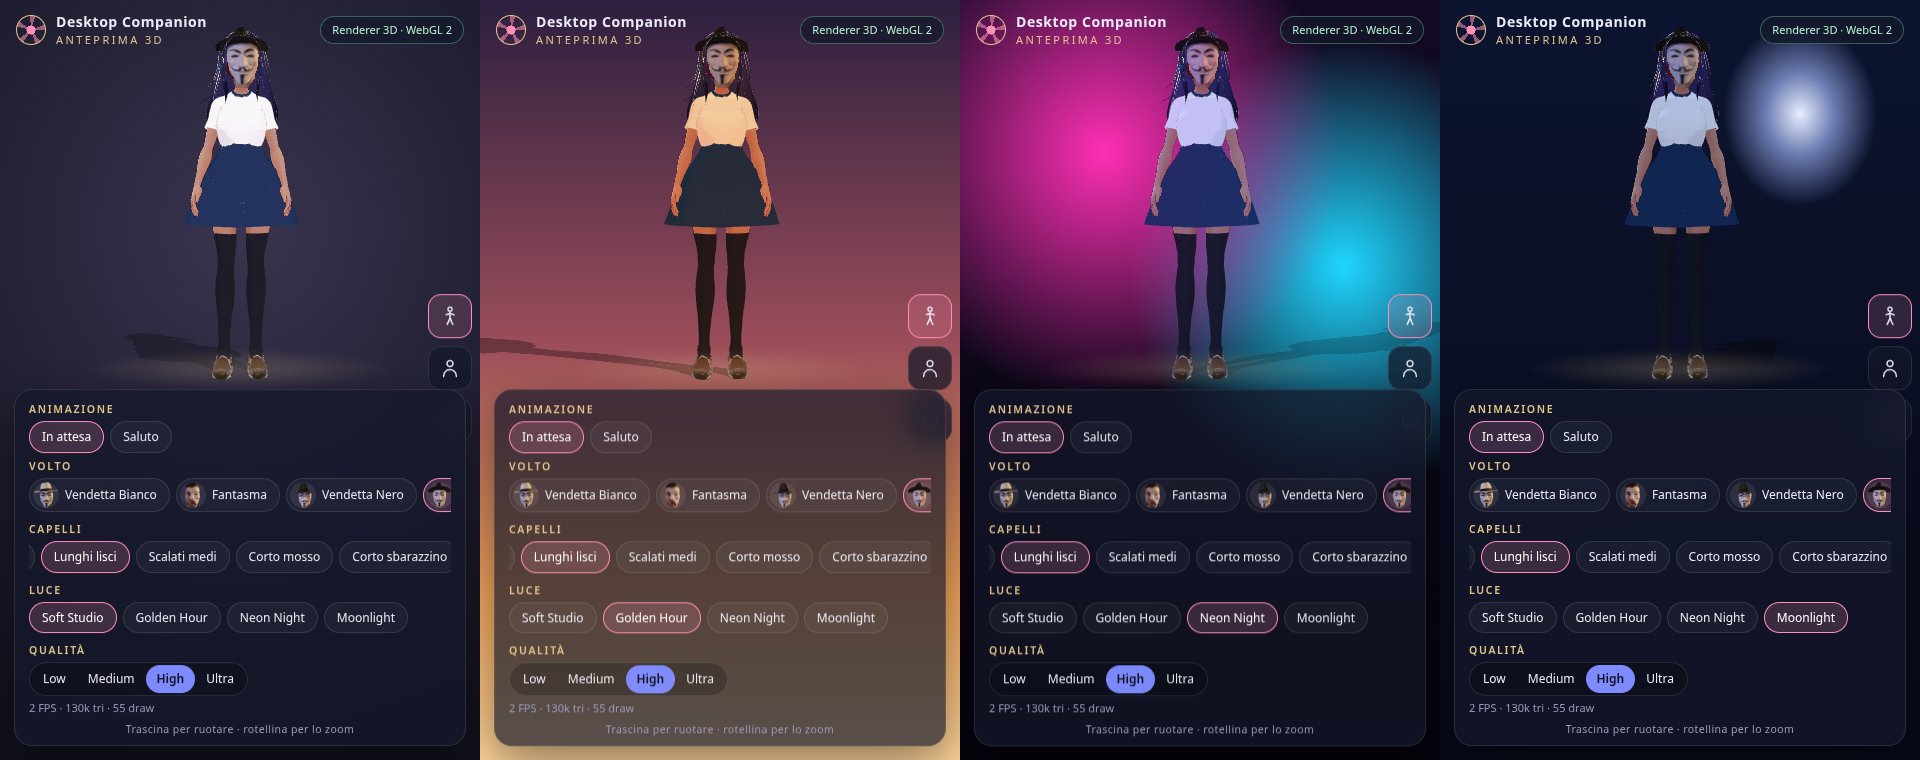 Desktop Companion
ANTEPRIMA 3D
Renderer 3D · WebGL 2
ANIMAZIONE
In attesa Saluto
VOLTO
Vendetta Bianco Fantasma Vendetta Nero
CAPELLI
Lunghi lisci Scalati medi Corto mosso Corto sbarazzino
LUCE
Soft Studio Golden Hour Neon Night Moonlight
QUALITÀ
Low Medium High Ultra
2 FPS · 130k tri · 55 draw
Trascina per ruotare · rotellina per lo zoom
Desktop Companion
ANTEPRIMA 3D
Renderer 3D · WebGL 2
ANIMAZIONE
In attesa Saluto
VOLTO
Vendetta Bianco Fantasma Vendetta Nero
CAPELLI
Lunghi lisci Scalati medi Corto mosso Corto sbarazzino
LUCE
Soft Studio Golden Hour Neon Night Moonlight
QUALITÀ
Low Medium High Ultra
2 FPS · 130k tri · 55 draw
Trascina per ruotare · rotellina per lo zoom
Desktop Companion
ANTEPRIMA 3D
Renderer 3D · WebGL 2
ANIMAZIONE
In attesa Saluto
VOLTO
Vendetta Bianco Fantasma Vendetta Nero
CAPELLI
Lunghi lisci Scalati medi Corto mosso Corto sbarazzino
LUCE
Soft Studio Golden Hour Neon Night Moonlight
QUALITÀ
Low Medium High Ultra
2 FPS · 130k tri · 55 draw
Trascina per ruotare · rotellina per lo zoom
Desktop Companion
ANTEPRIMA 3D
Renderer 3D · WebGL 2
ANIMAZIONE
In attesa Saluto
VOLTO
Vendetta Bianco Fantasma Vendetta Nero
CAPELLI
Lunghi lisci Scalati medi Corto mosso Corto sbarazzino
LUCE
Soft Studio Golden Hour Neon Night Moonlight
QUALITÀ
Low Medium High Ultra
2 FPS · 130k tri · 55 draw
Trascina per ruotare · rotellina per lo zoom